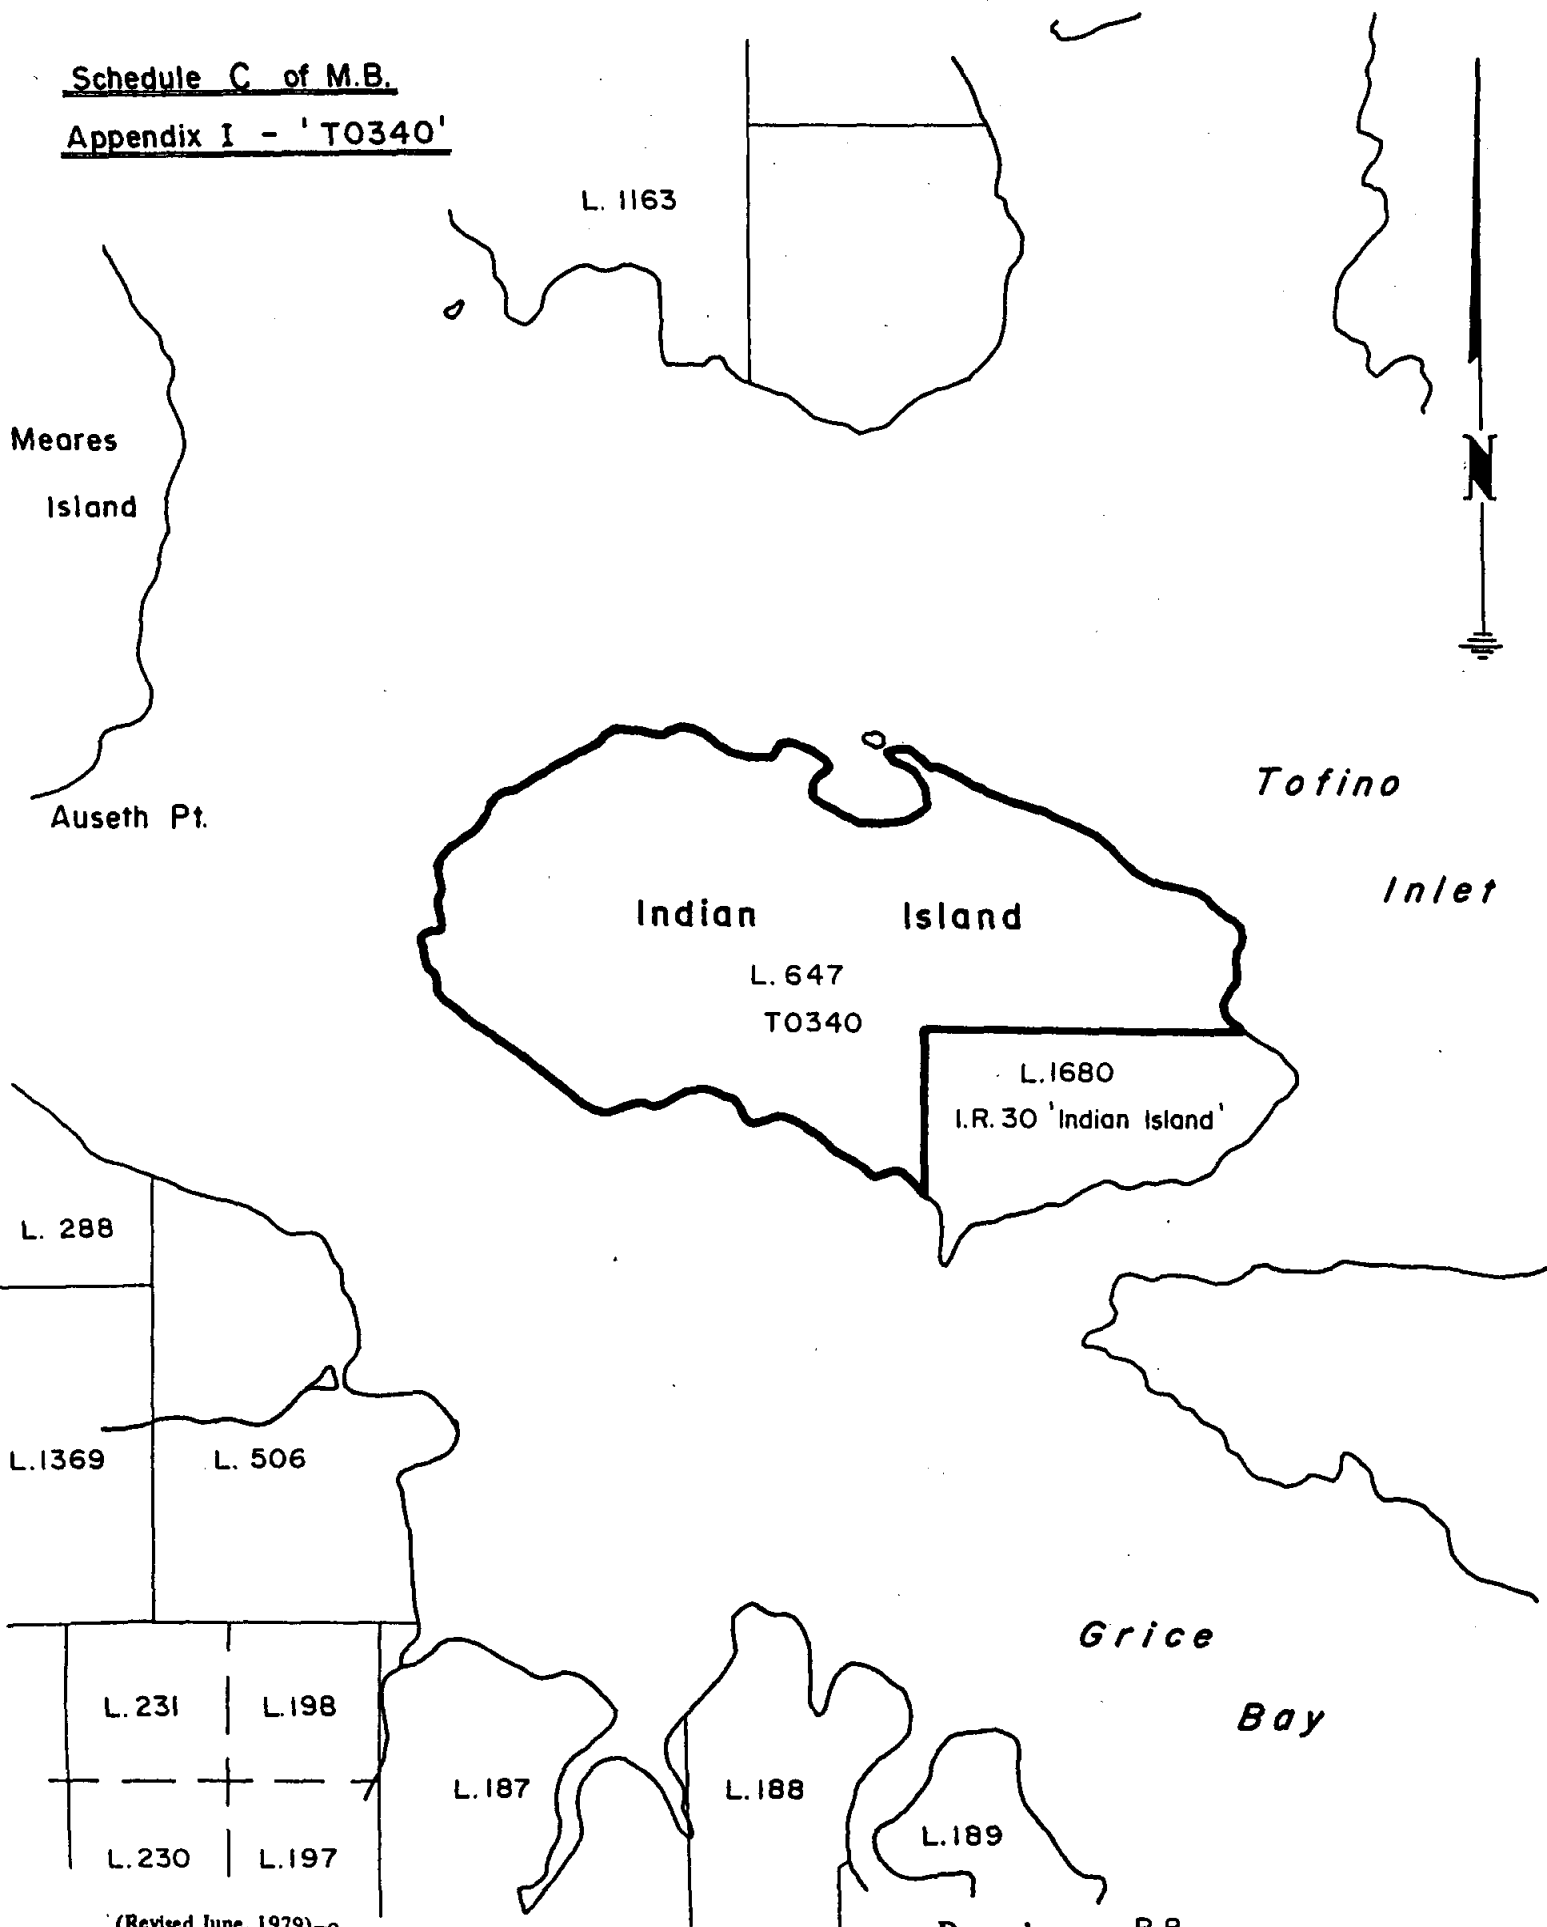 Schedule C of M.B.
Appendix I - 'T0340'
L. 1163
Meares
Island
N
Auseth Pt.
Tofino
Inlet
Indian Island
L. 647
T0340
L.1680
I.R. 30 'Indian Island'
L. 288
L.1369
L. 506
Grice
Bay
L. 231
L.198
L.187
L.188
L.189
L.230
L.197
(Revised June, 1979)